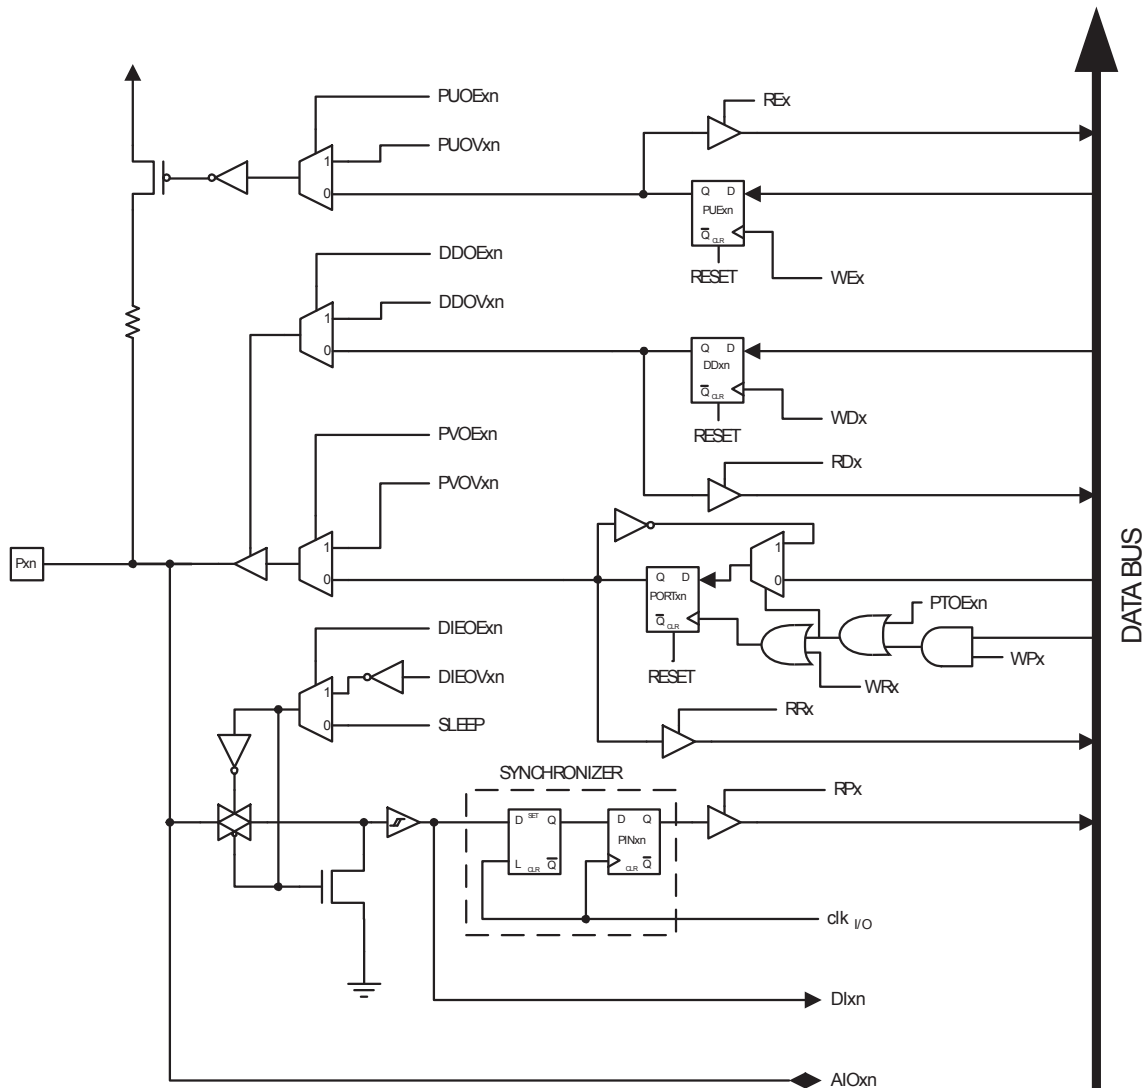 PUOExn
REx
PUOVxn
1
0
Q D
PUExn
Q CLR
RESET
WEx
DDOExn
DDOVxn
1
0
Q D
DDxn
Q CLR
RESET
WDx
PVOExn
RDx
PVOVxn
1
0
Pxn
1
0
Q D
PORTxn
Q CLR
RESET
PTOExn
WPx
WRx
DATA BUS
DIEOExn
DIEOVxn
1
0
SLEEP
RRx
SYNCHRONIZER
RPx
D SET Q
L CLR Q
D Q
PINxn
CLR Q
clk I/O
DIxn
AIOxn